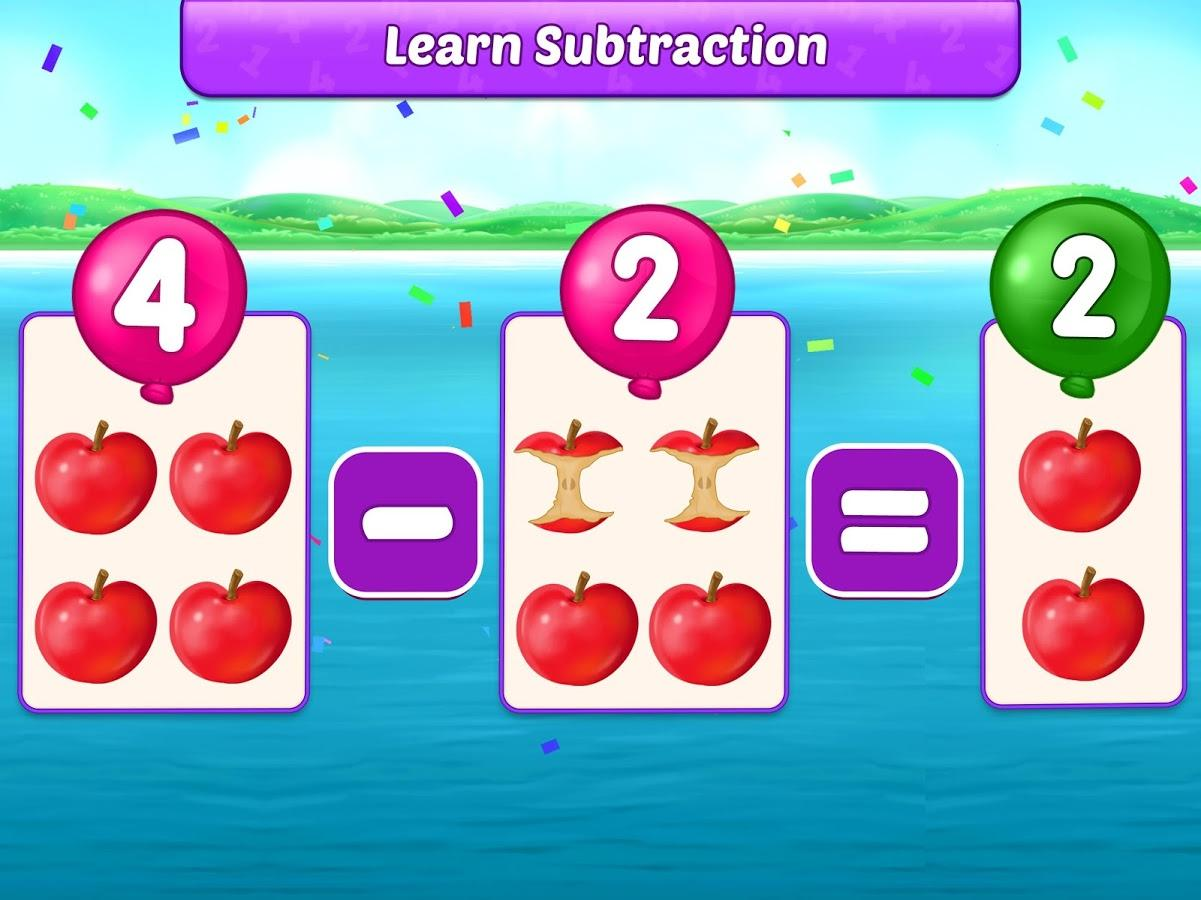 Learn Subtraction
4 - 2 = 2